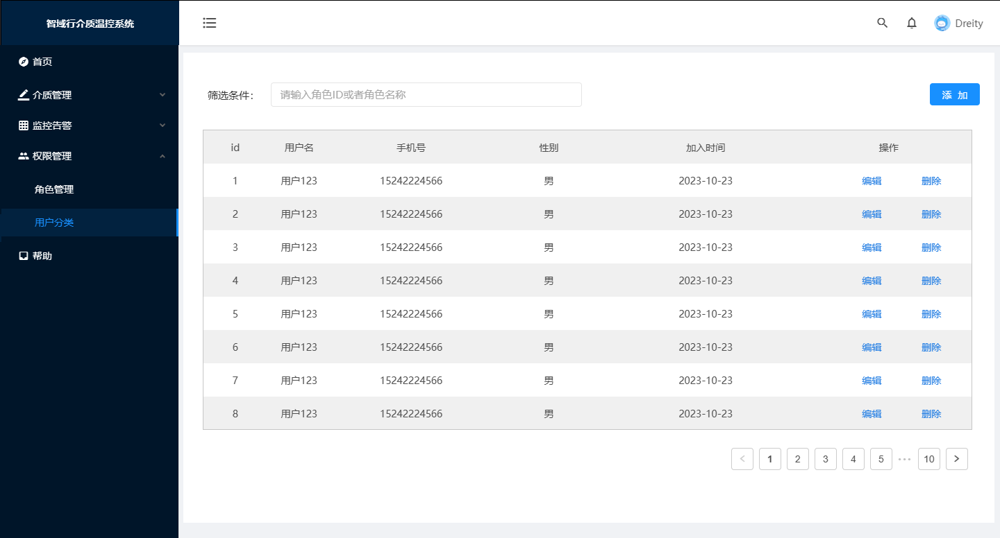 智域行介质温控系统
Dreity
首页
介质管理
监控告警
权限管理
角色管理
用户分类
帮助
筛选条件：
请输入角色ID或者角色名称
添 加
id 用户名 手机号 性别 加入时间 操作
1 用户123 15242224566 男 2023-10-23 编辑 删除
2 用户123 15242224566 男 2023-10-23 编辑 删除
3 用户123 15242224566 男 2023-10-23 编辑 删除
4 用户123 15242224566 男 2023-10-23 编辑 删除
5 用户123 15242224566 男 2023-10-23 编辑 删除
6 用户123 15242224566 男 2023-10-23 编辑 删除
7 用户123 15242224566 男 2023-10-23 编辑 删除
8 用户123 15242224566 男 2023-10-23 编辑 删除
< 1 2 3 4 5 ••• 10 >